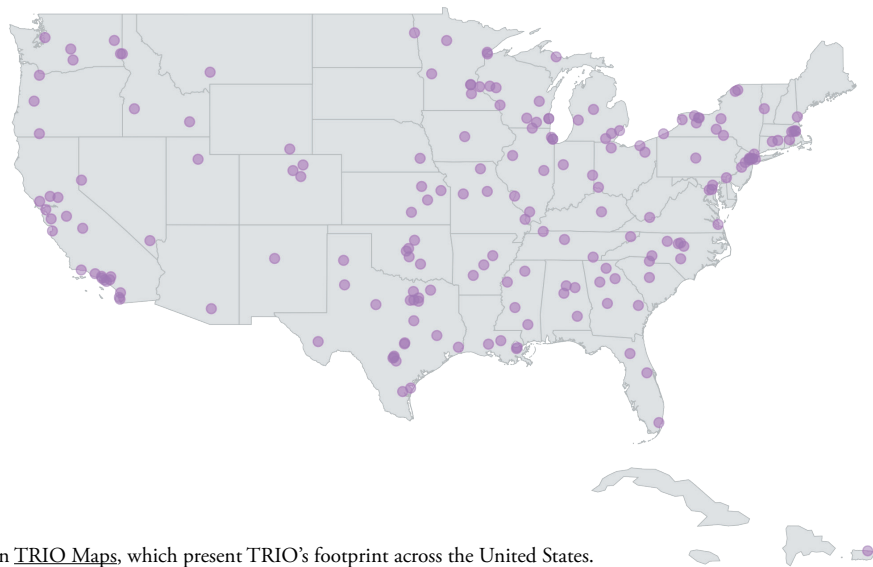 n TRIO Maps, which present TRIO’s footprint across the United States.